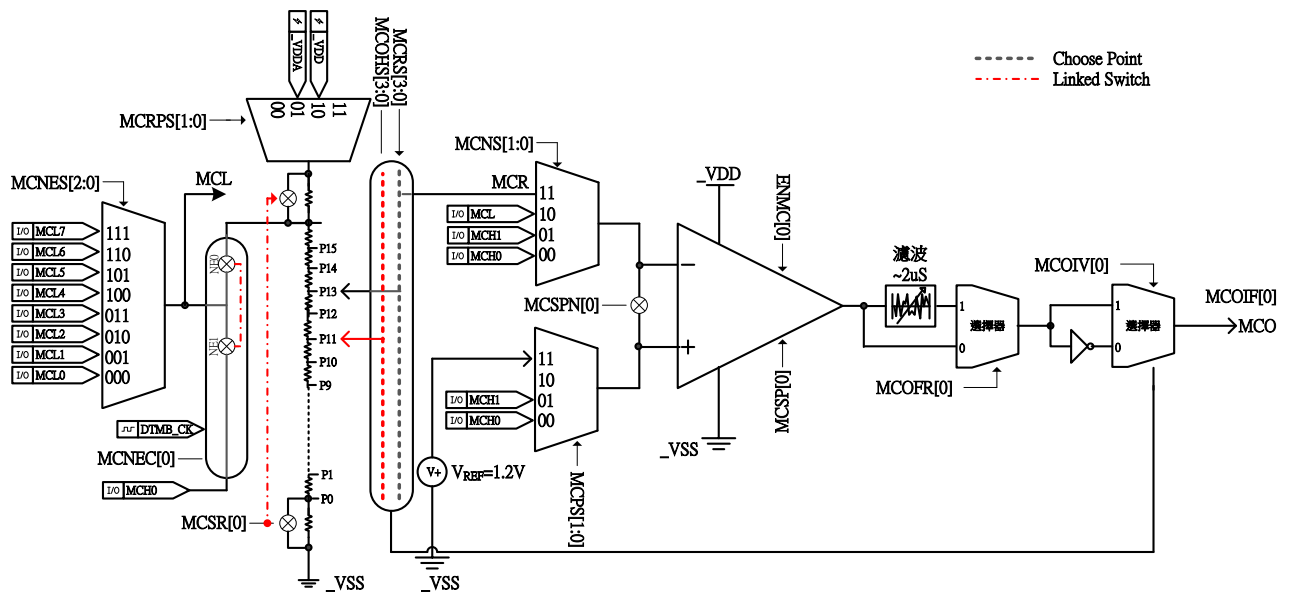 _VDDA
_VDD
00
01
10
11
MCRPS[1:0]
MCOHS[3:0]
MCRS[3:0]
Choose Point
Linked Switch
MCNES[2:0]
MCL
I/O MCL7 111
I/O MCL6 110
I/O MCL5 101
I/O MCL4 100
I/O MCL3 011
I/O MCL2 010
I/O MCL1 001
I/O MCL0 000
NE0
NE1
DTMB_CK
MCNEC[0]
I/O MCH0
MCSR[0]
P15
P14
P13
P12
P11
P10
P9
P1
P0
_VSS
MCNS[1:0]
MCR 11
I/O MCL 10
I/O MCH1 01
I/O MCH0 00
MCSPN[0]
11
10
I/O MCH1 01
I/O MCH0 00
MCPS[1:0]
V+ VREF=1.2V
_VSS
_VDD
ENMC[0]
−
+
MCSP[0]
_VSS
濾波
~2uS
1
選擇器
0
MCOFR[0]
MCOIV[0]
1
選擇器
0
MCOIF[0]
MCO